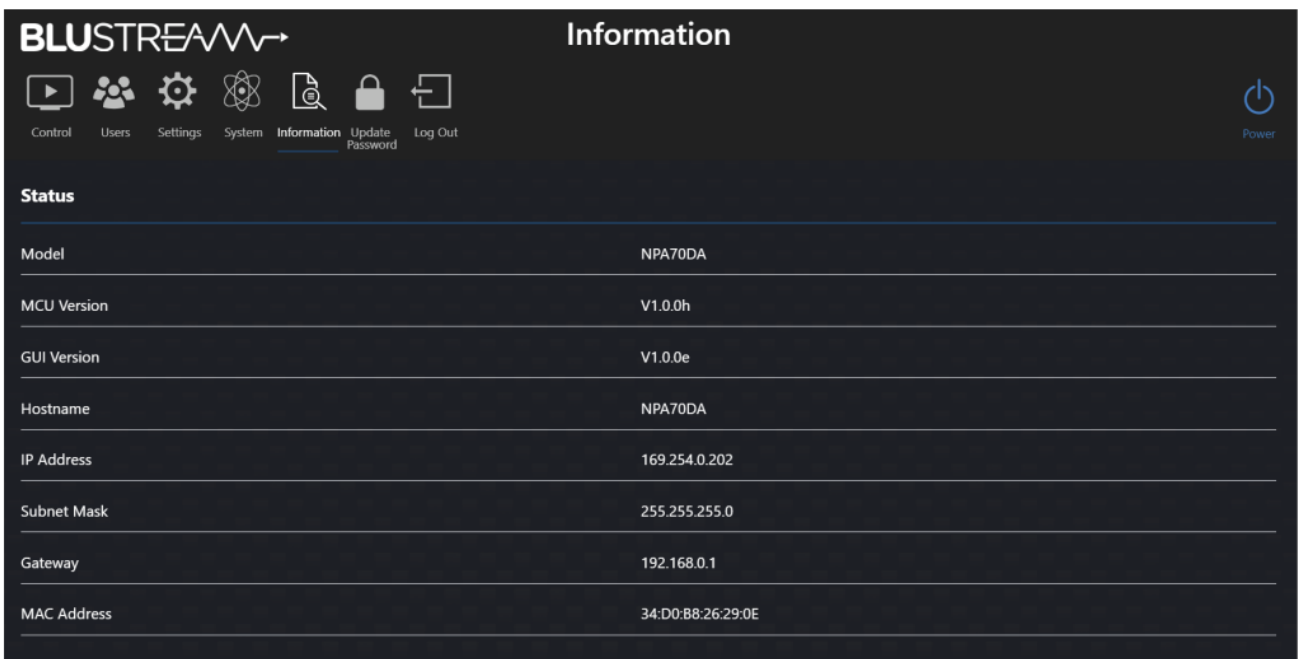 BLUSTREAM
Information
Control Users Settings System Information Update Password Log Out
Power
Status
Model NPA70DA
MCU Version V1.0.0h
GUI Version V1.0.0e
Hostname NPA70DA
IP Address 169.254.0.202
Subnet Mask 255.255.255.0
Gateway 192.168.0.1
MAC Address 34:D0:B8:26:29:0E